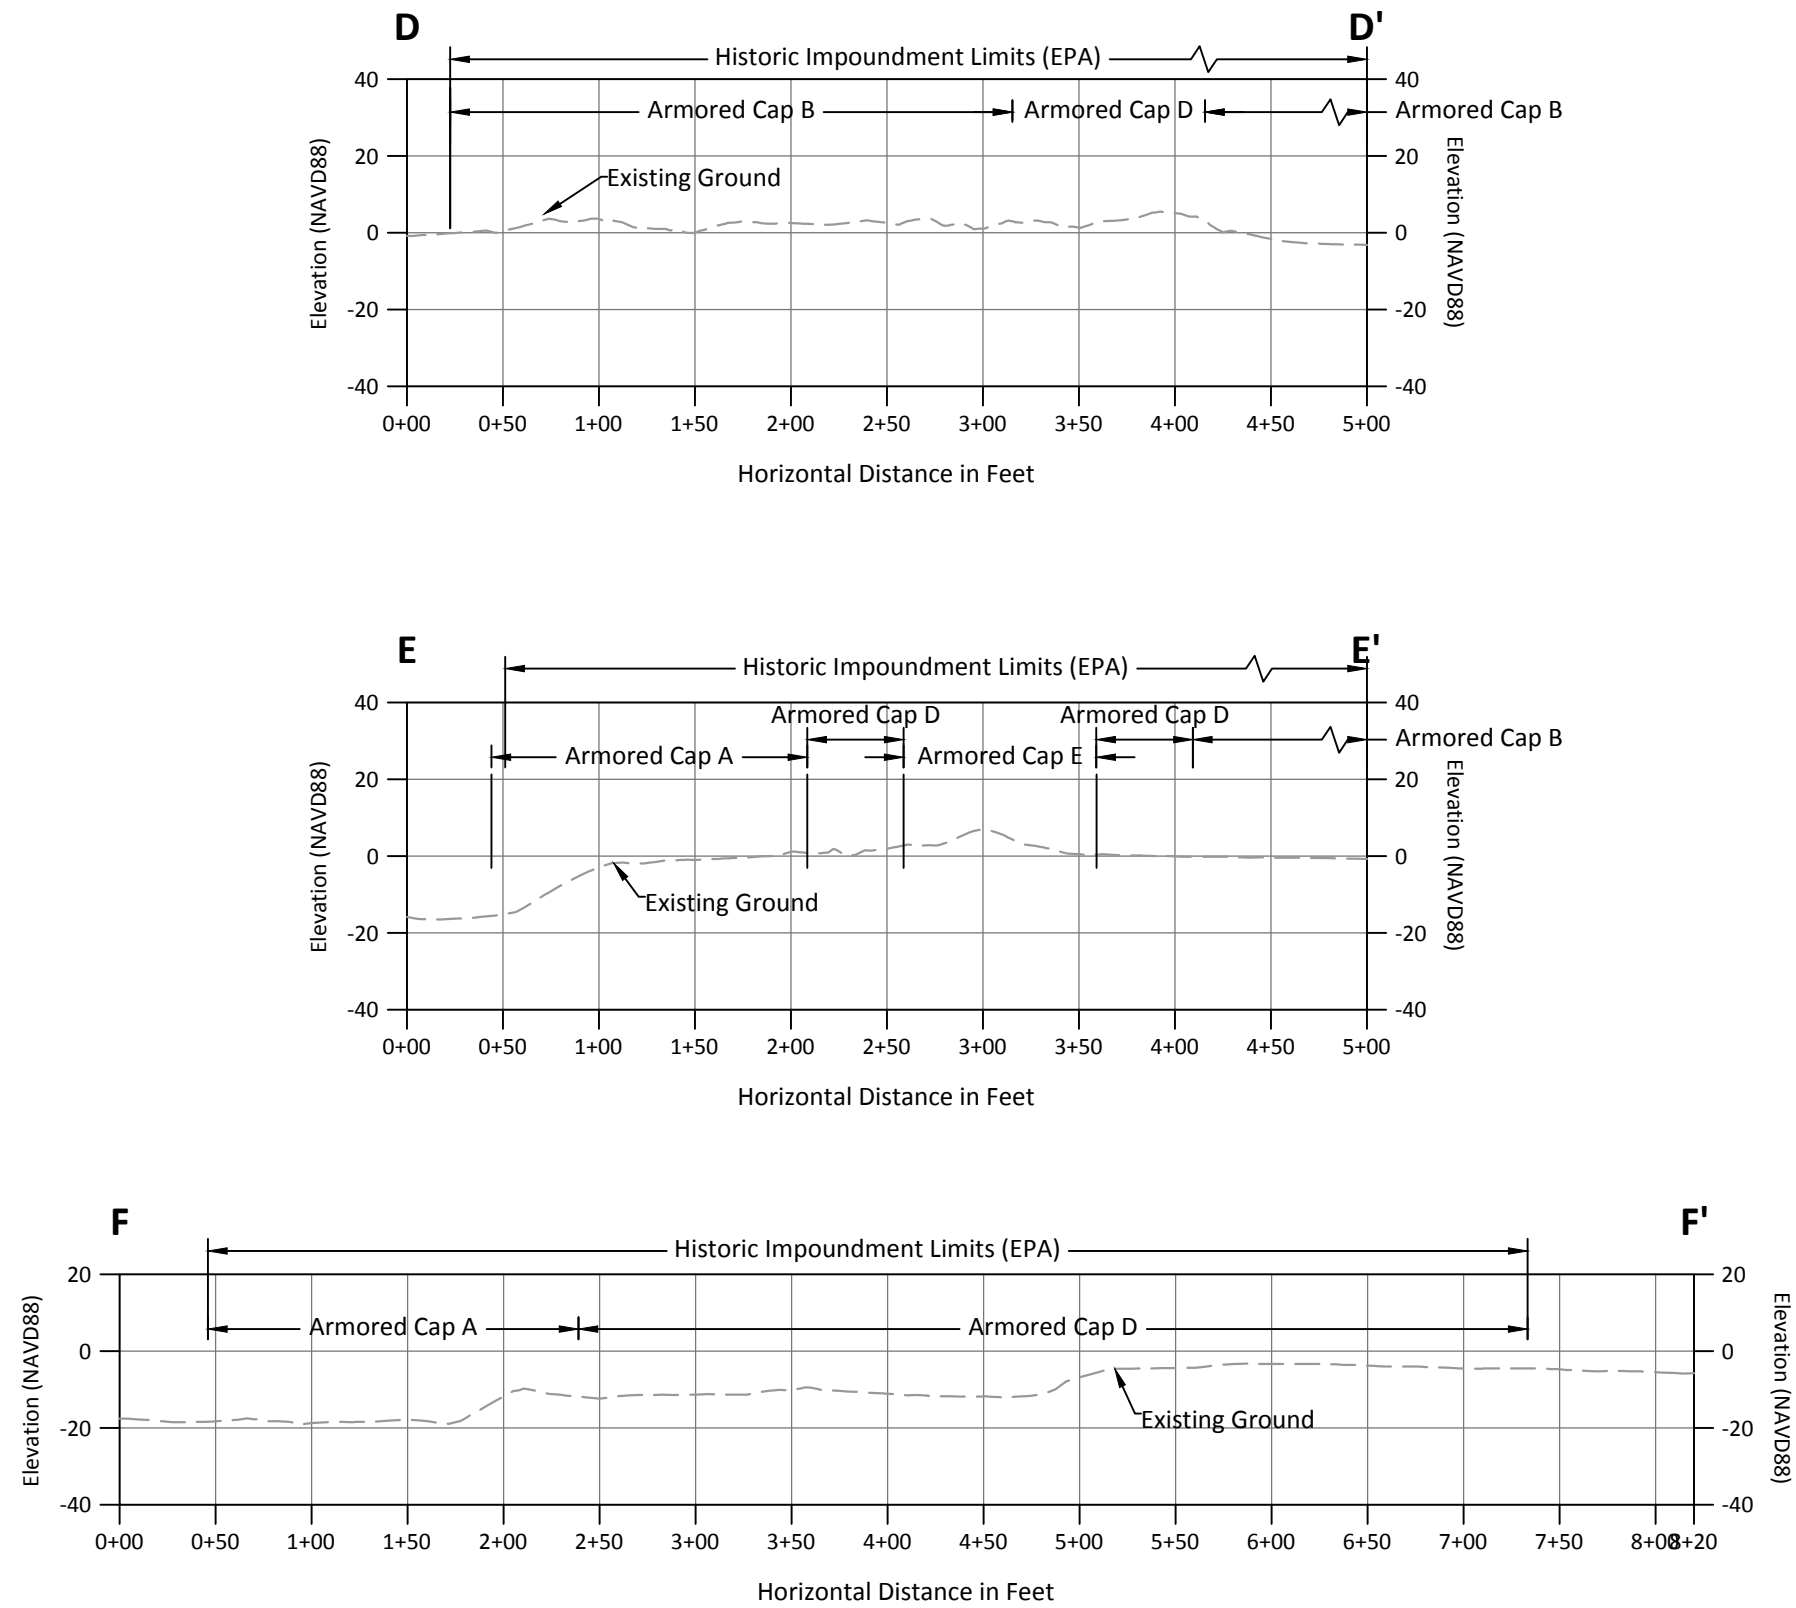 D D'
Historic Impoundment Limits (EPA)
40 40
Armored Cap B Armored Cap D Armored Cap B
20 20
Existing Ground
0 0
-20 -20
-40 -40
Elevation (NAVD88) Elevation (NAVD88)
0+00 0+50 1+00 1+50 2+00 2+50 3+00 3+50 4+00 4+50 5+00
Horizontal Distance in Feet
E E'
Historic Impoundment Limits (EPA)
40 40
Armored Cap D Armored Cap D
Armored Cap B
Armored Cap A Armored Cap E
20 20
0 0
Existing Ground
-20 -20
-40 -40
Elevation (NAVD88) Elevation (NAVD88)
0+00 0+50 1+00 1+50 2+00 2+50 3+00 3+50 4+00 4+50 5+00
Horizontal Distance in Feet
F F'
Historic Impoundment Limits (EPA)
20 20
Armored Cap A Armored Cap D
0 0
Existing Ground
-20 -20
-40 -40
Elevation (NAVD88) Elevation (NAVD88)
0+00 0+50 1+00 1+50 2+00 2+50 3+00 3+50 4+00 4+50 5+00 5+50 6+00 6+50 7+00 7+50 8+00 8+20
Horizontal Distance in Feet